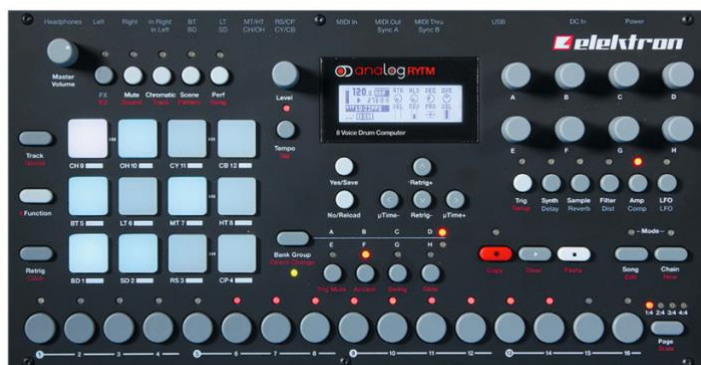 Headphones Left Right In Right BT LT MT/HT RS/CP MIDI In MIDI Out MIDI Thru USB DC In Power
In Left BD SD CH/OH CY/CB Sync A Sync B
elektron
Master
Volume
FX Mute Chromatic Scene Perf
Sound Track Pattern
Level
analog RYTM
120
8 Voice Drum Computer
A B C D
E F G H
Tempo
Track
CH 9 OH 10 CY 11 CB 12
Yes/Save Retrig+
Trig Synth Sample Filter Amp LFO
Setup Delay Reverb Dist Comp LFO
Function
No/Reload µTime- Retrig- µTime+
BT 5 LT 6 MT 7 HT 8
A B C D
E F G H
Mode
Bank Group
Direct Change
Copy Clear Paste
Song Chain
Edit New
Retrig
BD 1 SD 2 RS 3 CP 4
Trig Mute Accent Swing Slide
1:4 2:4 3:4 4:4
Page
Scale
1 2 3 4 5 6 7 8 9 10 11 12 13 14 15 16